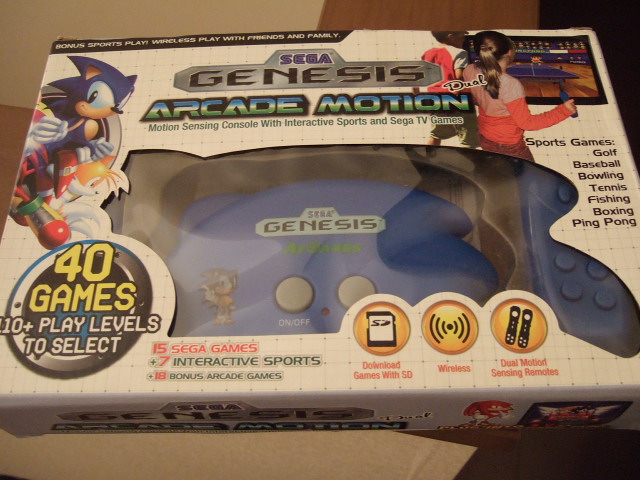 BONUS SPORTS PLAY! WIRELESS PLAY WITH FRIENDS AND FAMILY.
SEGA
GENESIS
Dual
ARCADE MOTION
Motion Sensing Console With Interactive Sports and Sega TV Games
Sports Games:
Golf
Baseball
Bowling
Tennis
Fishing
Boxing
Ping Pong
SEGA
GENESIS
ATGAMES
ON/OFF
40
GAMES
110+ PLAY LEVELS
TO SELECT
15 SEGA GAMES
+7 INTERACTIVE SPORTS
+18 BONUS ARCADE GAMES
SD
Download
Games With SD
Wireless
Dual Motion
Sensing Remotes
SEGA
GENESIS
Dual
ARCADE MOTION